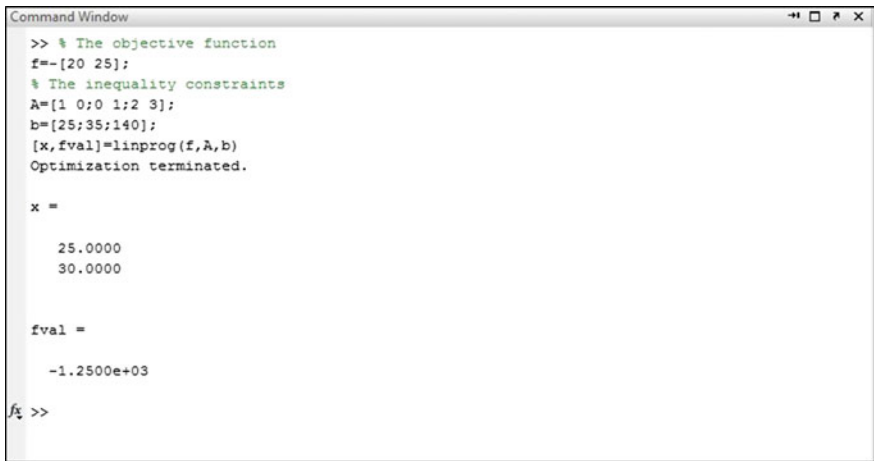 Command Window
>> % The objective function
f=-[20 25];
% The inequality constraints
A=[1 0;0 1;2 3];
b=[25;35;140];
[x,fval]=linprog(f,A,b)
Optimization terminated.
x =
25.0000
30.0000
fval =
-1.2500e+03
fx >>